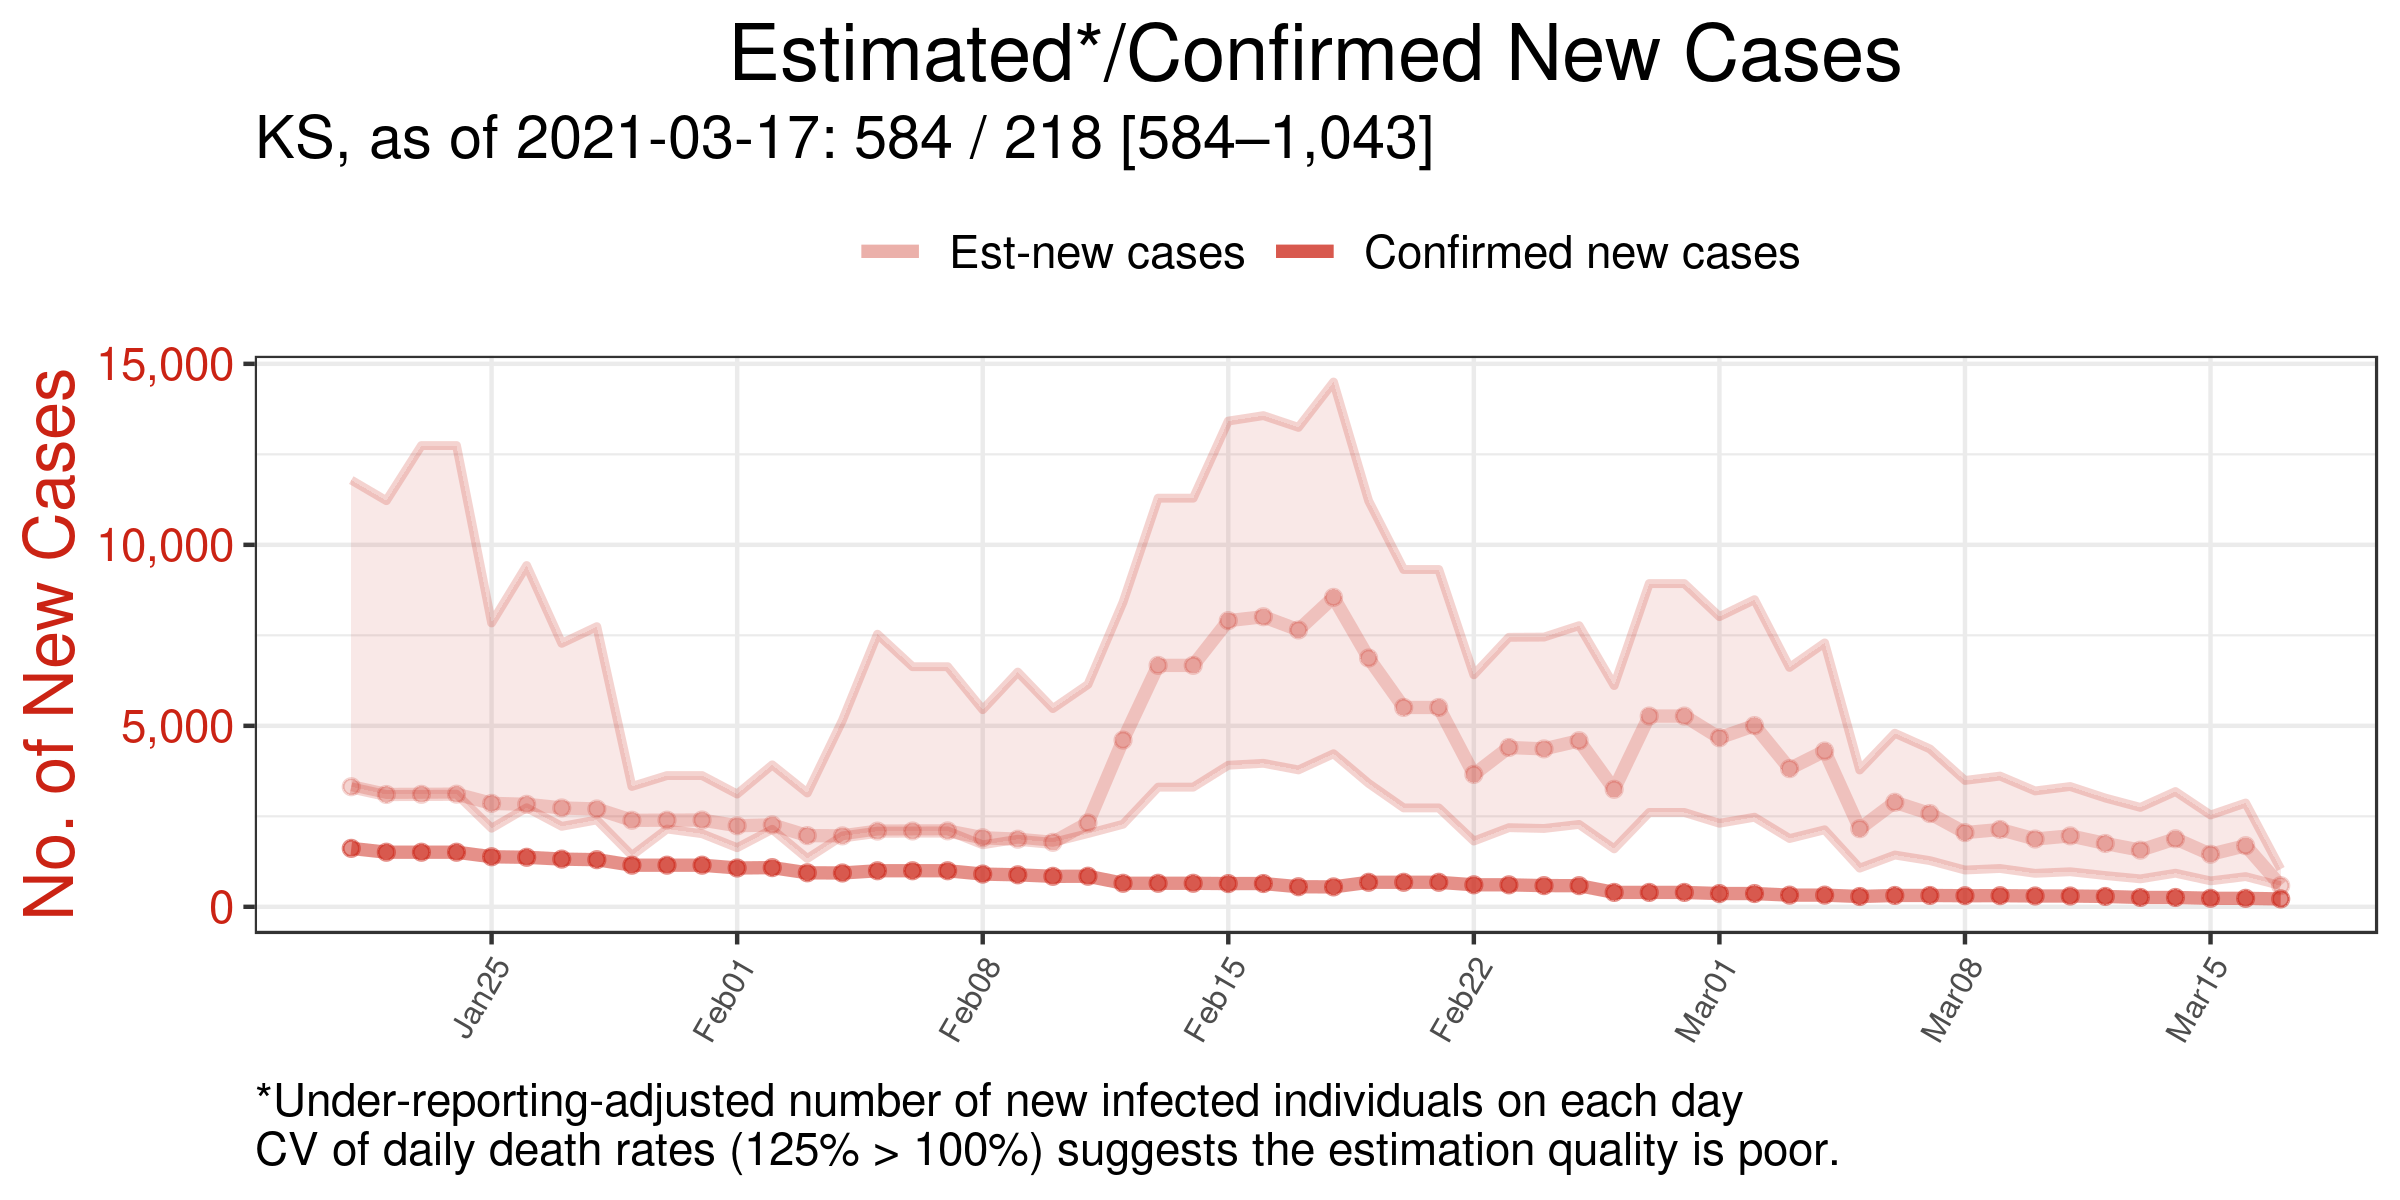 Estimated*/Confirmed New Cases
KS, as of 2021-03-17: 584 / 218 [584–1,043]
Est-new cases
Confirmed new cases
No. of New Cases
15,000
10,000
5,000
0
Jan25
Feb01
Feb08
Feb15
Feb22
Mar01
Mar08
Mar15
*Under-reporting-adjusted number of new infected individuals on each day
CV of daily death rates (125% > 100%) suggests the estimation quality is poor.